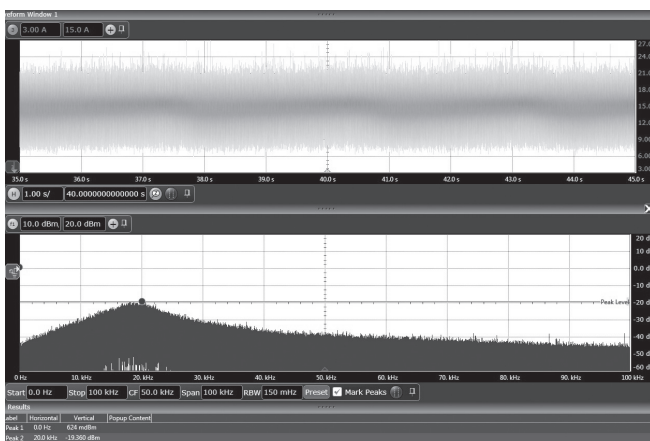 eform Window 1
3.00 A 15.0 A
27.
24.
21.
18.
15.
12.
9.00
6.00
3.00
35.0 s 36.0 s 37.0 s 38.0 s 39.0 s 40.0 s 41.0 s 42.0 s 43.0 s 44.0 s 45.0 s
H 1.00 s/ 40.0000000000000 s
10.0 dBm 20.0 dBm
20 d
10 d
0.0 d
-10 d
Peak Level -20 d
-30 d
-40 d
-50 d
-60 d
0 Hz 10. kHz 20. kHz 30. kHz 40. kHz 50. kHz 60. kHz 70. kHz 80. kHz 90. kHz 100 kHz
Start 0.0 Hz Stop 100 kHz CF 50.0 kHz Span 100 kHz RBW 150 mHz Preset Mark Peaks
Results
abel Horizontal Vertical Popup Content
Peak 1 0.0 Hz 624 mdBm
Peak 2 20.0 kHz -19.360 dBm